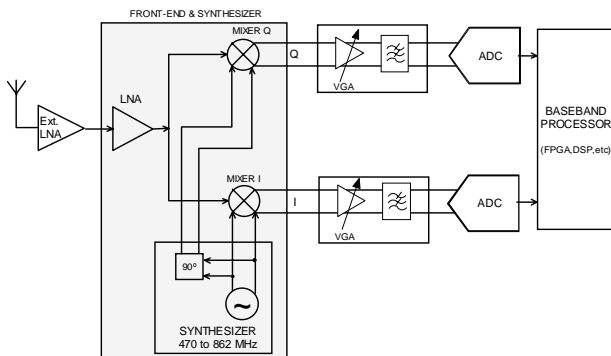 FRONT-END & SYNTHESIZER
MIXER Q
Q
VGA
ADC
Ext.
LNA
LNA
BASEBAND
PROCESSOR
(FPGA,DSP,etc)
MIXER I
I
VGA
ADC
90º
~
SYNTHESIZER
470 to 862 MHz